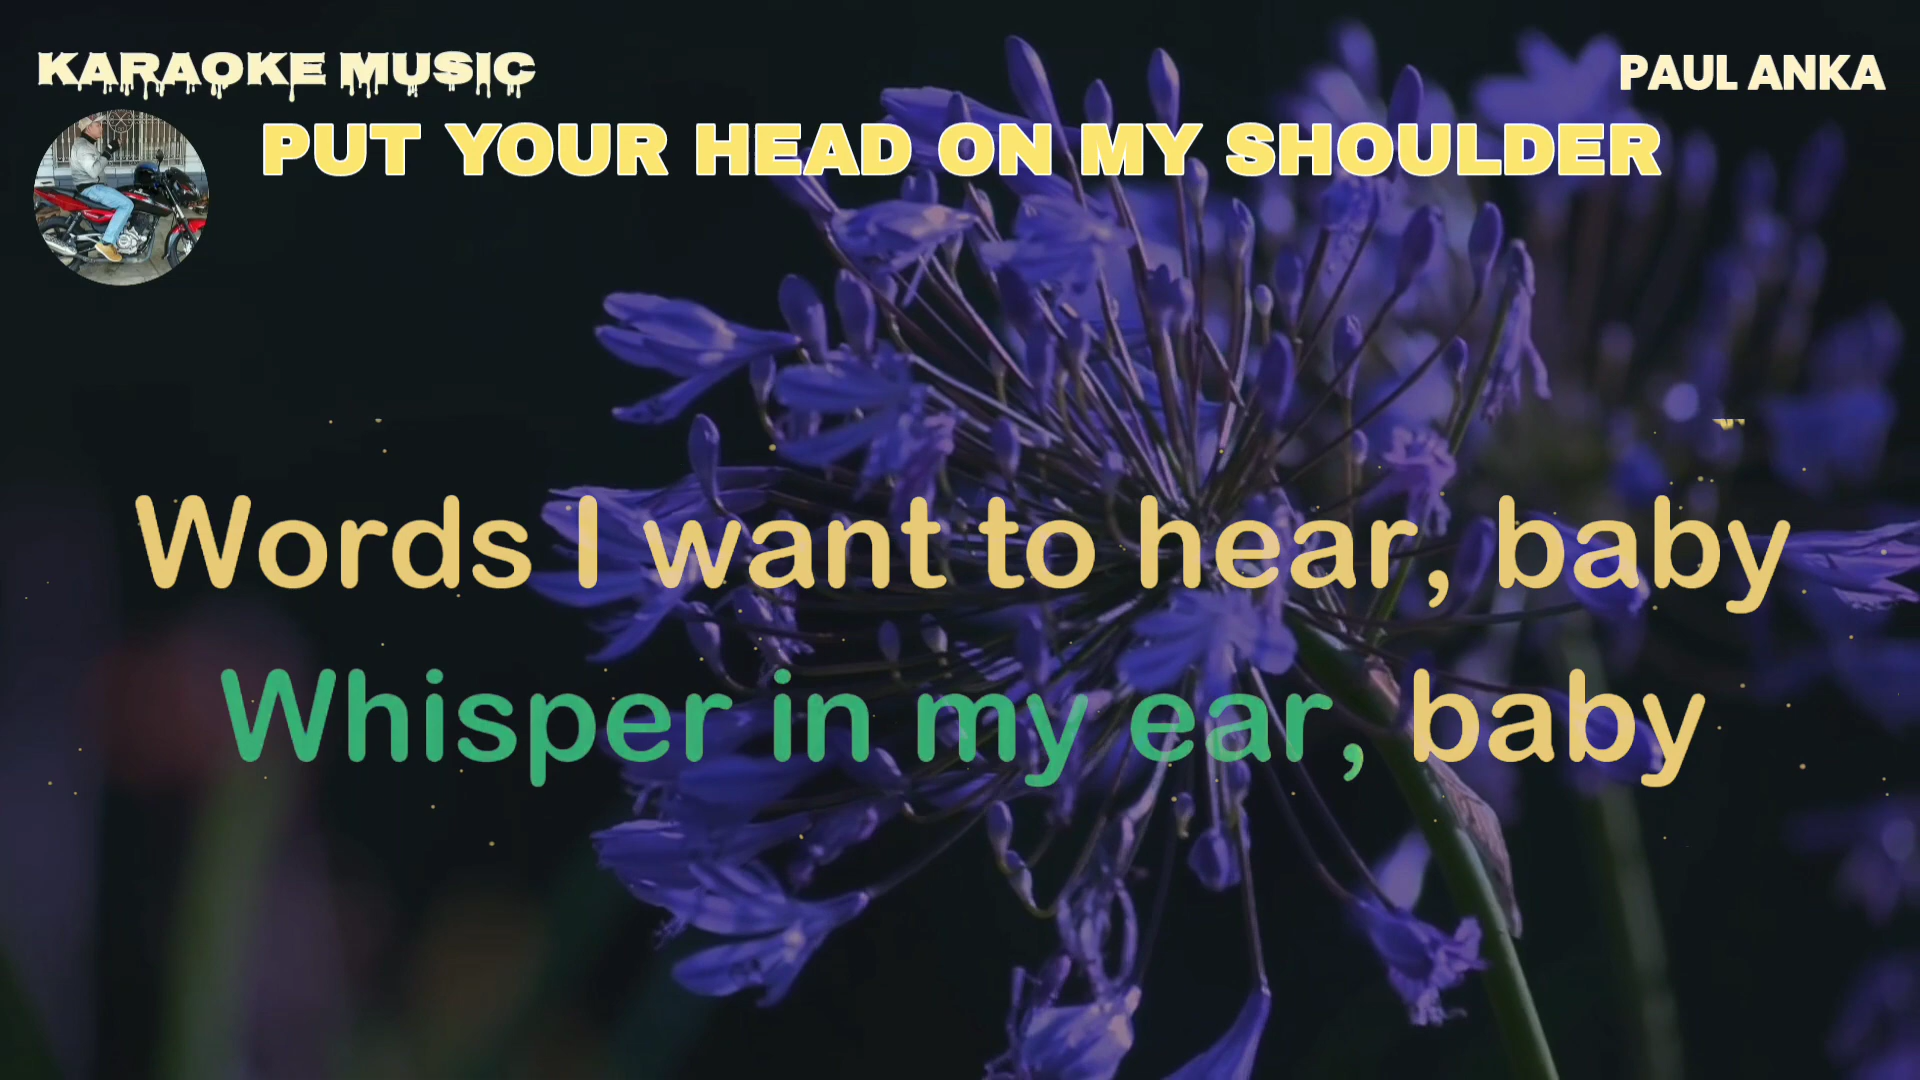 KARAOKE MUSIC
PAUL ANKA
PUT YOUR HEAD ON MY SHOULDER
Words I want to hear, baby
Whisper in my ear, baby